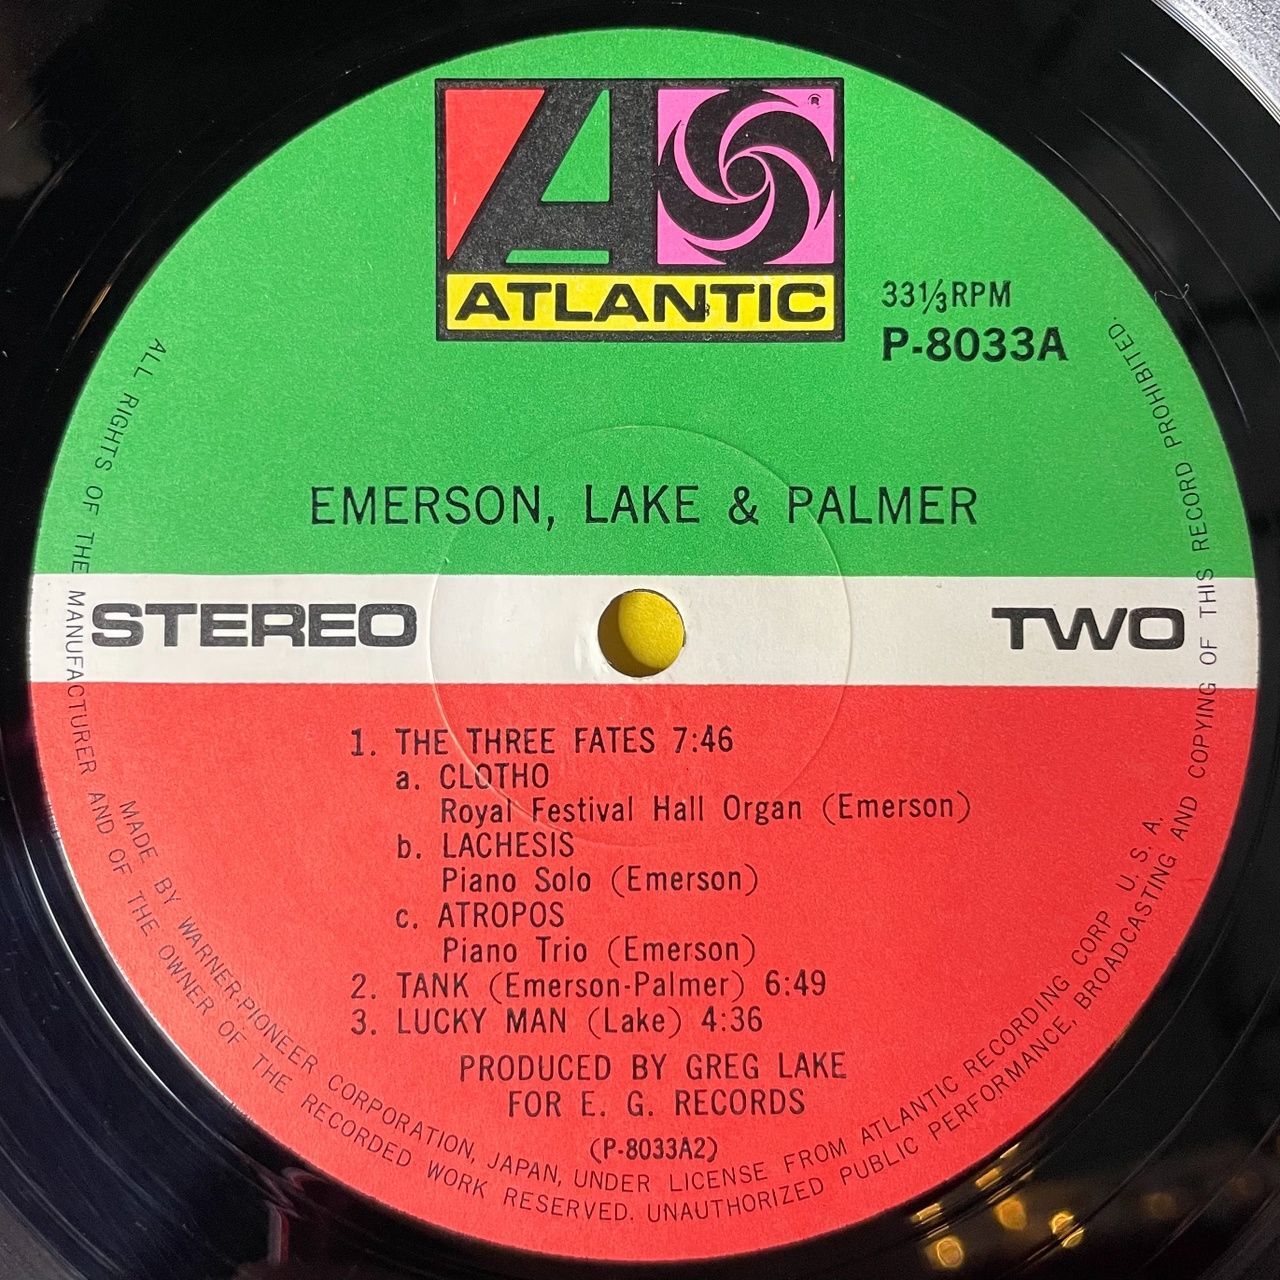 ATLANTIC
®
33⅓RPM
P-8033A
EMERSON, LAKE & PALMER
STEREO
TWO
1. THE THREE FATES 7:46
a. CLOTHO
Royal Festival Hall Organ (Emerson)
b. LACHESIS
Piano Solo (Emerson)
c. ATROPOS
Piano Trio (Emerson)
2. TANK (Emerson-Palmer) 6:49
3. LUCKY MAN (Lake) 4:36
PRODUCED BY GREG LAKE
FOR E. G. RECORDS
(P-8033A2)
MADE BY WARNER-PIONEER CORPORATION, JAPAN, UNDER LICENSE FROM ATLANTIC RECORDING CORP U. S. A.
ALL RIGHTS OF THE MANUFACTURER AND OF THE OWNER OF THE RECORDED WORK RESERVED. UNAUTHORIZED PUBLIC PERFORMANCE, BROADCASTING AND COPYING OF THIS RECORD PROHIBITED.